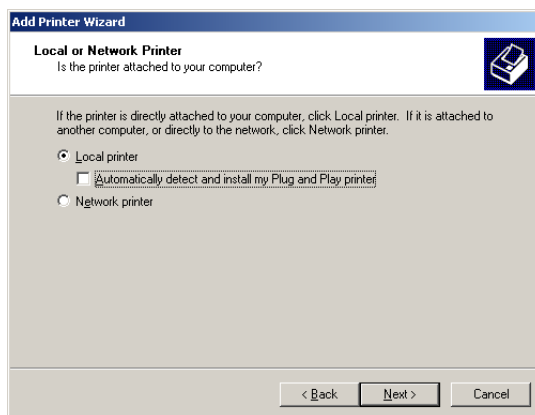 Add Printer Wizard
Local or Network Printer
Is the printer attached to your computer?
If the printer is directly attached to your computer, click Local printer. If it is attached to
another computer, or directly to the network, click Network printer.
Local printer
Automatically detect and install my Plug and Play printer
Network printer
< Back Next > Cancel